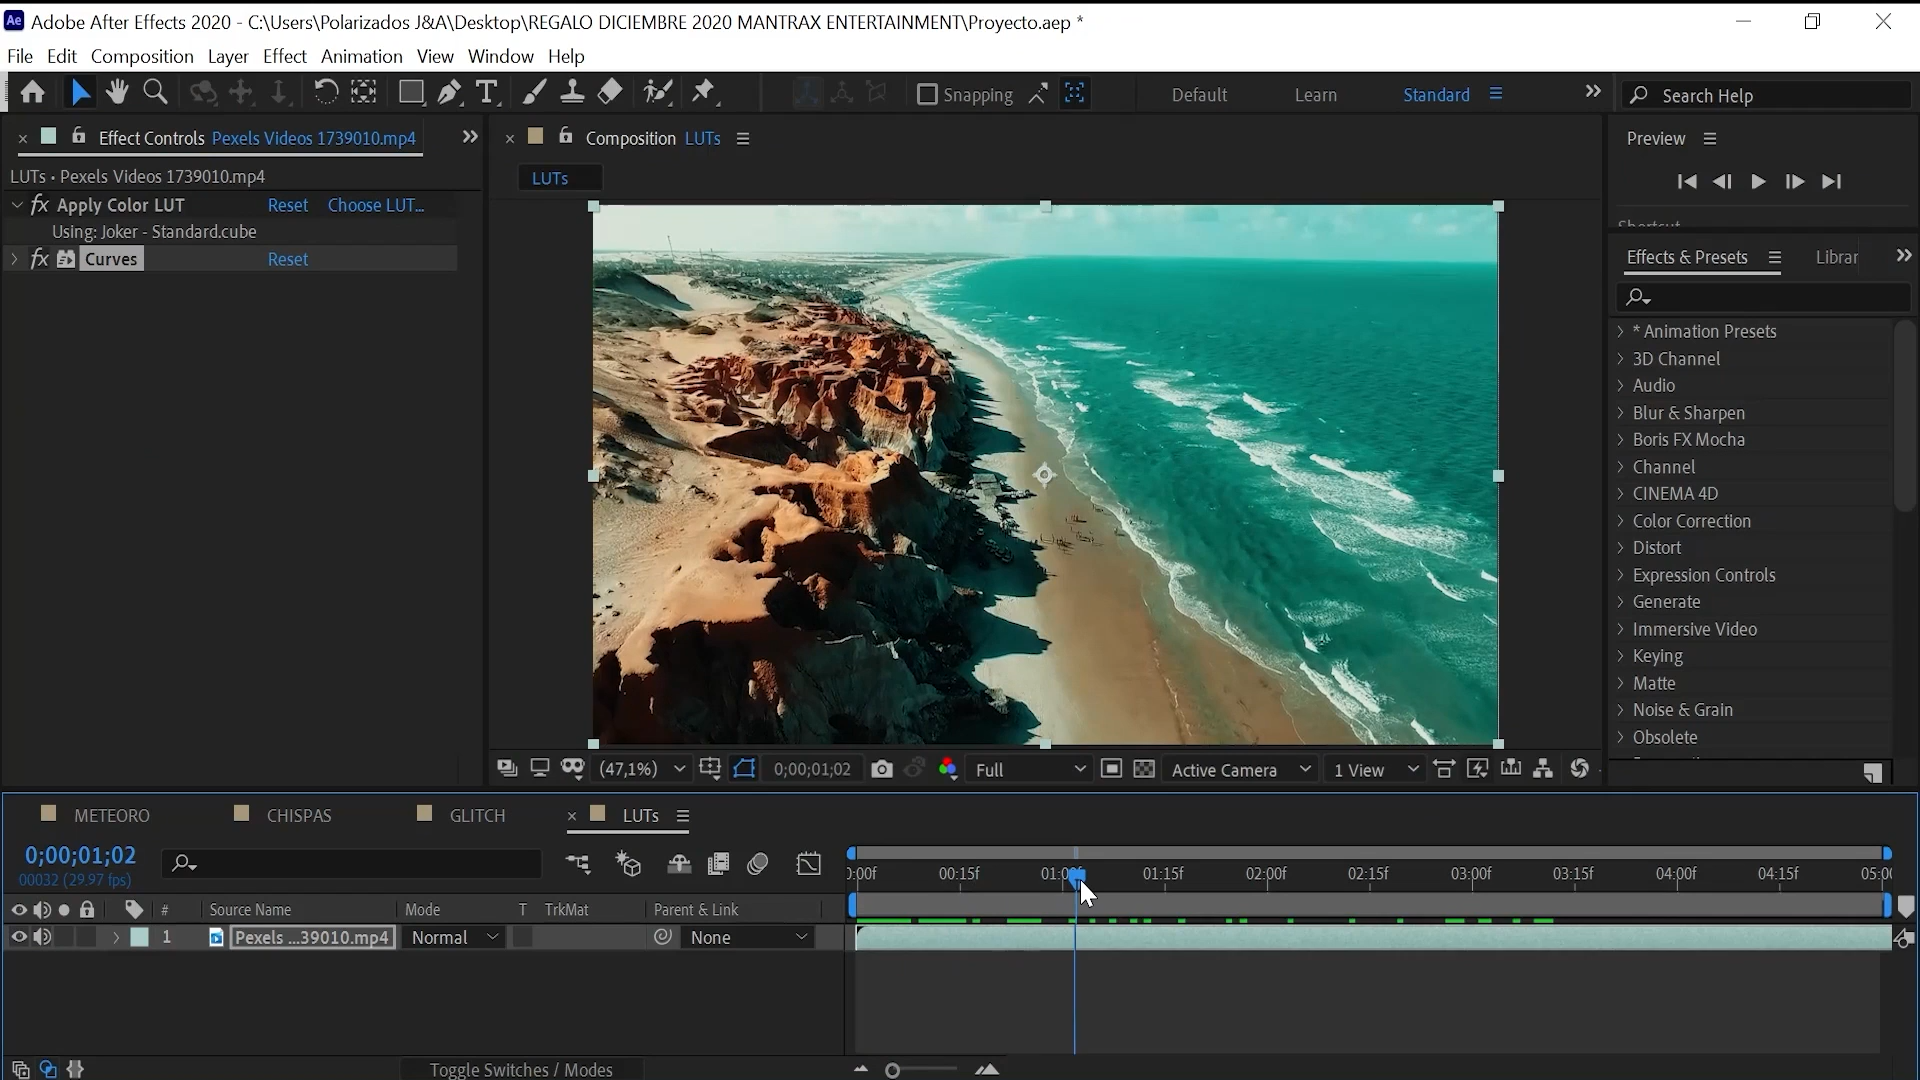 Adobe After Effects 2020 - C:\Users\Polarizados J&A\Desktop\REGALO DICIEMBRE 2020 MANTRAX ENTERTAINMENT\Proyecto.aep *
File Edit Composition Layer Effect Animation View Window Help
Snapping Default Learn Standard Search Help
Effect Controls Pexels Videos 1739010.mp4
Composition LUTs
Preview
LUTs • Pexels Videos 1739010.mp4
LUTs
fx Apply Color LUT Reset Choose LUT...
Using: Joker - Standard.cube
fx Curves Reset
Shortcut
Effects & Presets Librar
* Animation Presets
3D Channel
Audio
Blur & Sharpen
Boris FX Mocha
Channel
CINEMA 4D
Color Correction
Distort
Expression Controls
Generate
Immersive Video
Keying
Matte
Noise & Grain
Obsolete
(47,1%) 0;00;01;02 Full Active Camera 1 View
METEORO CHISPAS GLITCH LUTs
0;00;01;02
00032 (29.97 fps)
):00f 00:15f 01:00f 01:15f 02:00f 02:15f 03:00f 03:15f 04:00f 04:15f 05:00
# Source Name Mode T TrkMat Parent & Link
1 Pexels ...39010.mp4 Normal None
Toggle Switches / Modes